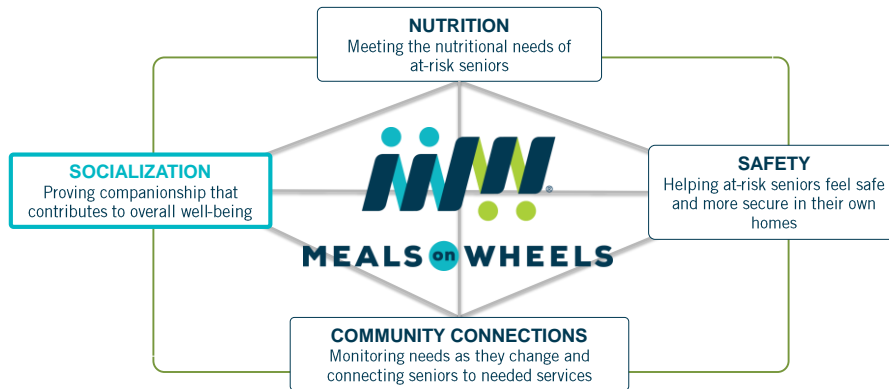 NUTRITION
Meeting the nutritional needs of
at-risk seniors
SOCIALIZATION
Proving companionship that
contributes to overall well-being
SAFETY
Helping at-risk seniors feel safe
and more secure in their own
homes
®
MEALS on WHEELS
COMMUNITY CONNECTIONS
Monitoring needs as they change and
connecting seniors to needed services